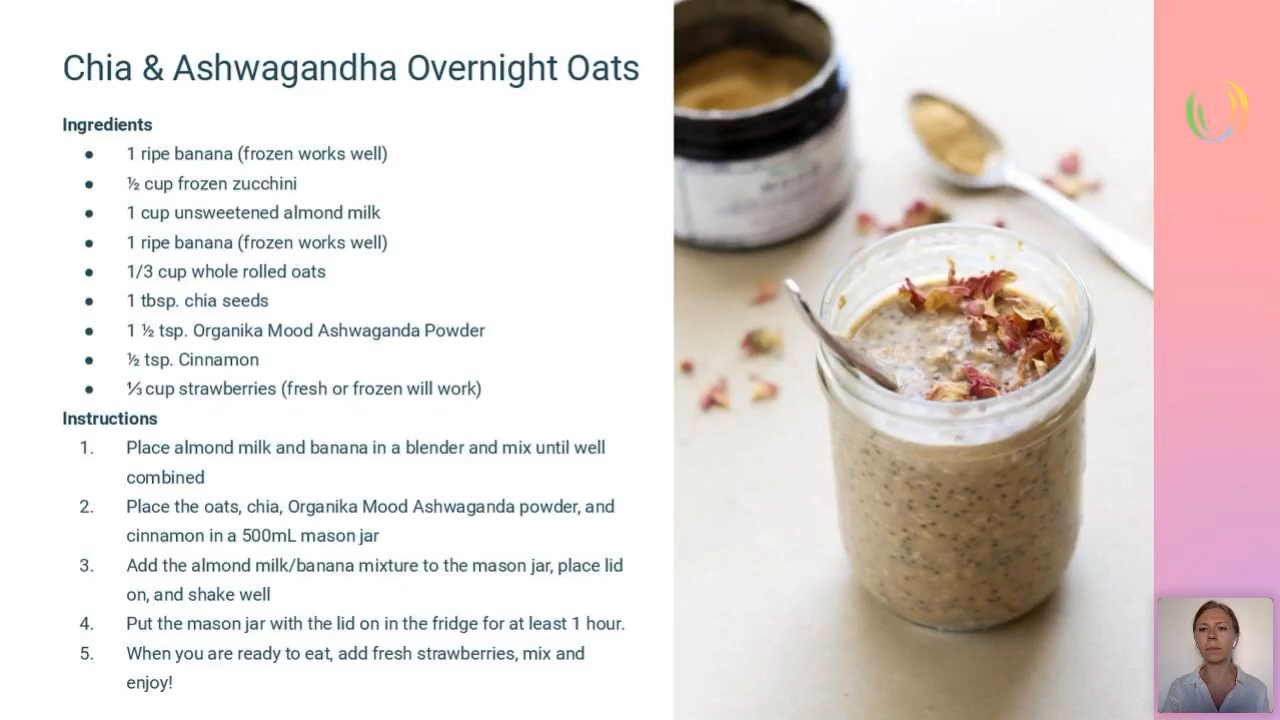 Chia & Ashwagandha Overnight Oats
Ingredients
● 1 ripe banana (frozen works well)
● ½ cup frozen zucchini
● 1 cup unsweetened almond milk
● 1 ripe banana (frozen works well)
● 1/3 cup whole rolled oats
● 1 tbsp. chia seeds
● 1 ½ tsp. Organika Mood Ashwaganda Powder
● ½ tsp. Cinnamon
● ⅓ cup strawberries (fresh or frozen will work)
Instructions
1. Place almond milk and banana in a blender and mix until well
combined
2. Place the oats, chia, Organika Mood Ashwaganda powder, and
cinnamon in a 500mL mason jar
3. Add the almond milk/banana mixture to the mason jar, place lid
on, and shake well
4. Put the mason jar with the lid on in the fridge for at least 1 hour.
5. When you are ready to eat, add fresh strawberries, mix and
enjoy!